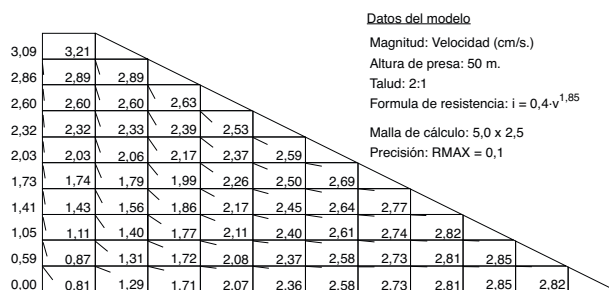 Datos del modelo
Magnitud: Velocidad (cm/s.)
Altura de presa: 50 m.
Talud: 2:1
Formula de resistencia: i = 0,4·v^1,85
Malla de cálculo: 5,0 x 2,5
Precisión: RMAX = 0,1
3,09 3,21
2,86 2,89 2,89
2,60 2,60 2,60 2,63
2,32 2,32 2,33 2,39 2,53
2,03 2,03 2,06 2,17 2,37 2,59
1,73 1,74 1,79 1,99 2,26 2,50 2,69
1,41 1,43 1,56 1,86 2,17 2,45 2,64 2,77
1,05 1,11 1,40 1,77 2,11 2,40 2,61 2,74 2,82
0,59 0,87 1,31 1,72 2,08 2,37 2,58 2,73 2,81 2,85
0,00 0,81 1,29 1,71 2,07 2,36 2,58 2,73 2,81 2,85 2,82